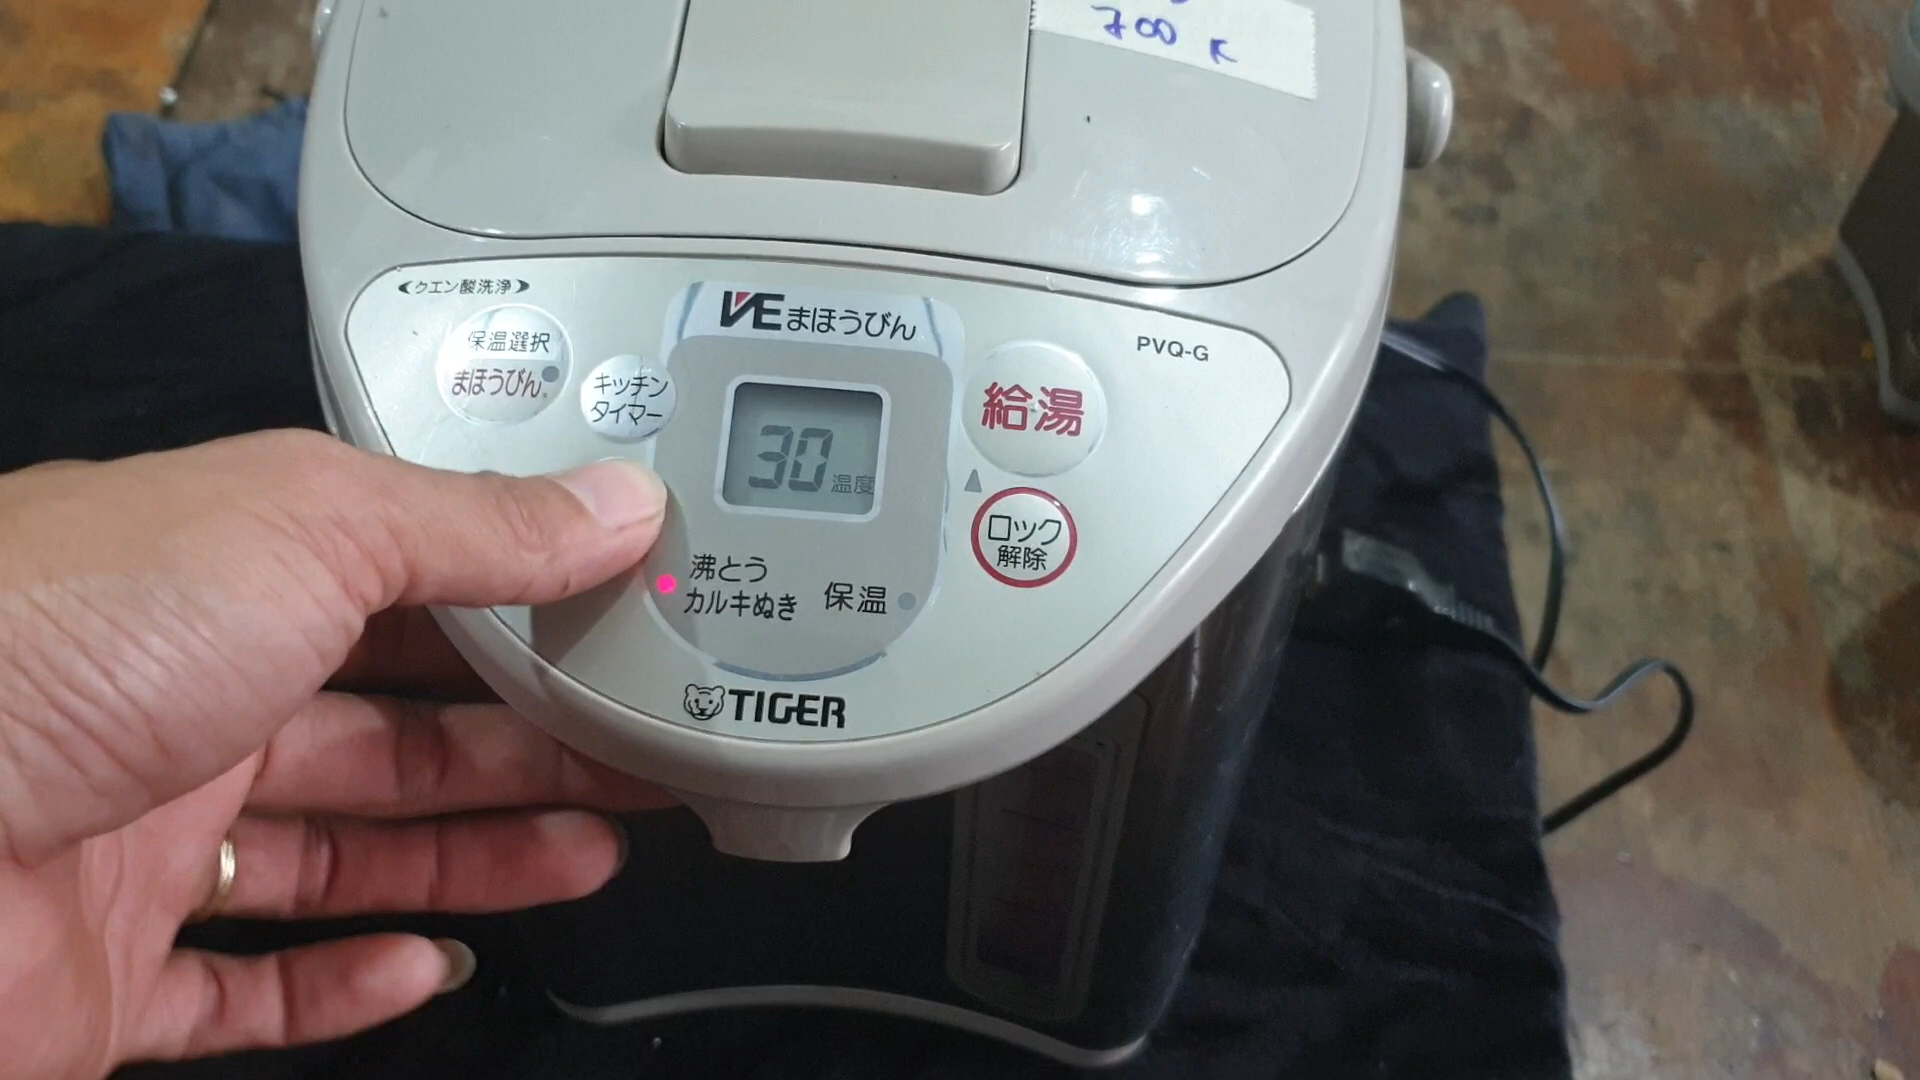 700 K
<クエン酸洗浄>
VEまほうびん
PVQ-G
保温選択
まほうびん
キッチン
タイマー
30 温度
給湯
ロック
解除
沸とう
カルキぬき
保温
TIGER